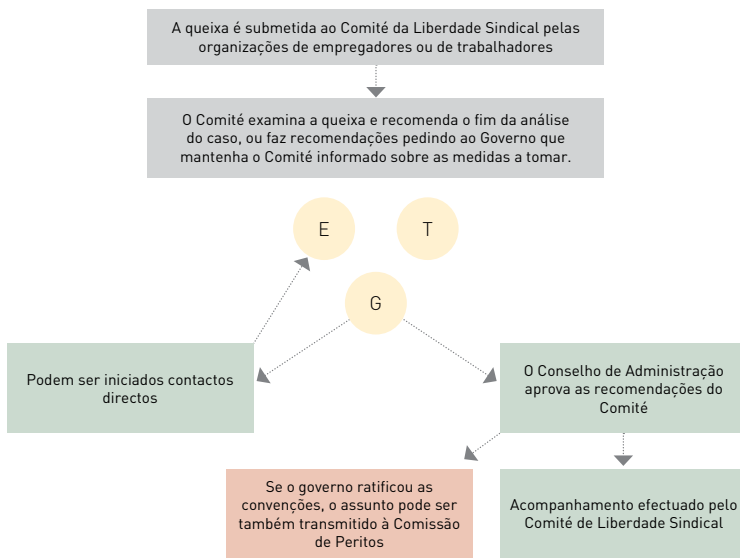 A queixa é submetida ao Comité da Liberdade Sindical pelas
organizações de empregadores ou de trabalhadores
O Comité examina a queixa e recomenda o fim da análise
do caso, ou faz recomendações pedindo ao Governo que
mantenha o Comité informado sobre as medidas a tomar.
E
T
G
Podem ser iniciados contactos
directos
O Conselho de Administração
aprova as recomendações do
Comité
Se o governo ratificou as
convenções, o assunto pode ser
também transmitido à Comissão
de Peritos
Acompanhamento efectuado pelo
Comité de Liberdade Sindical